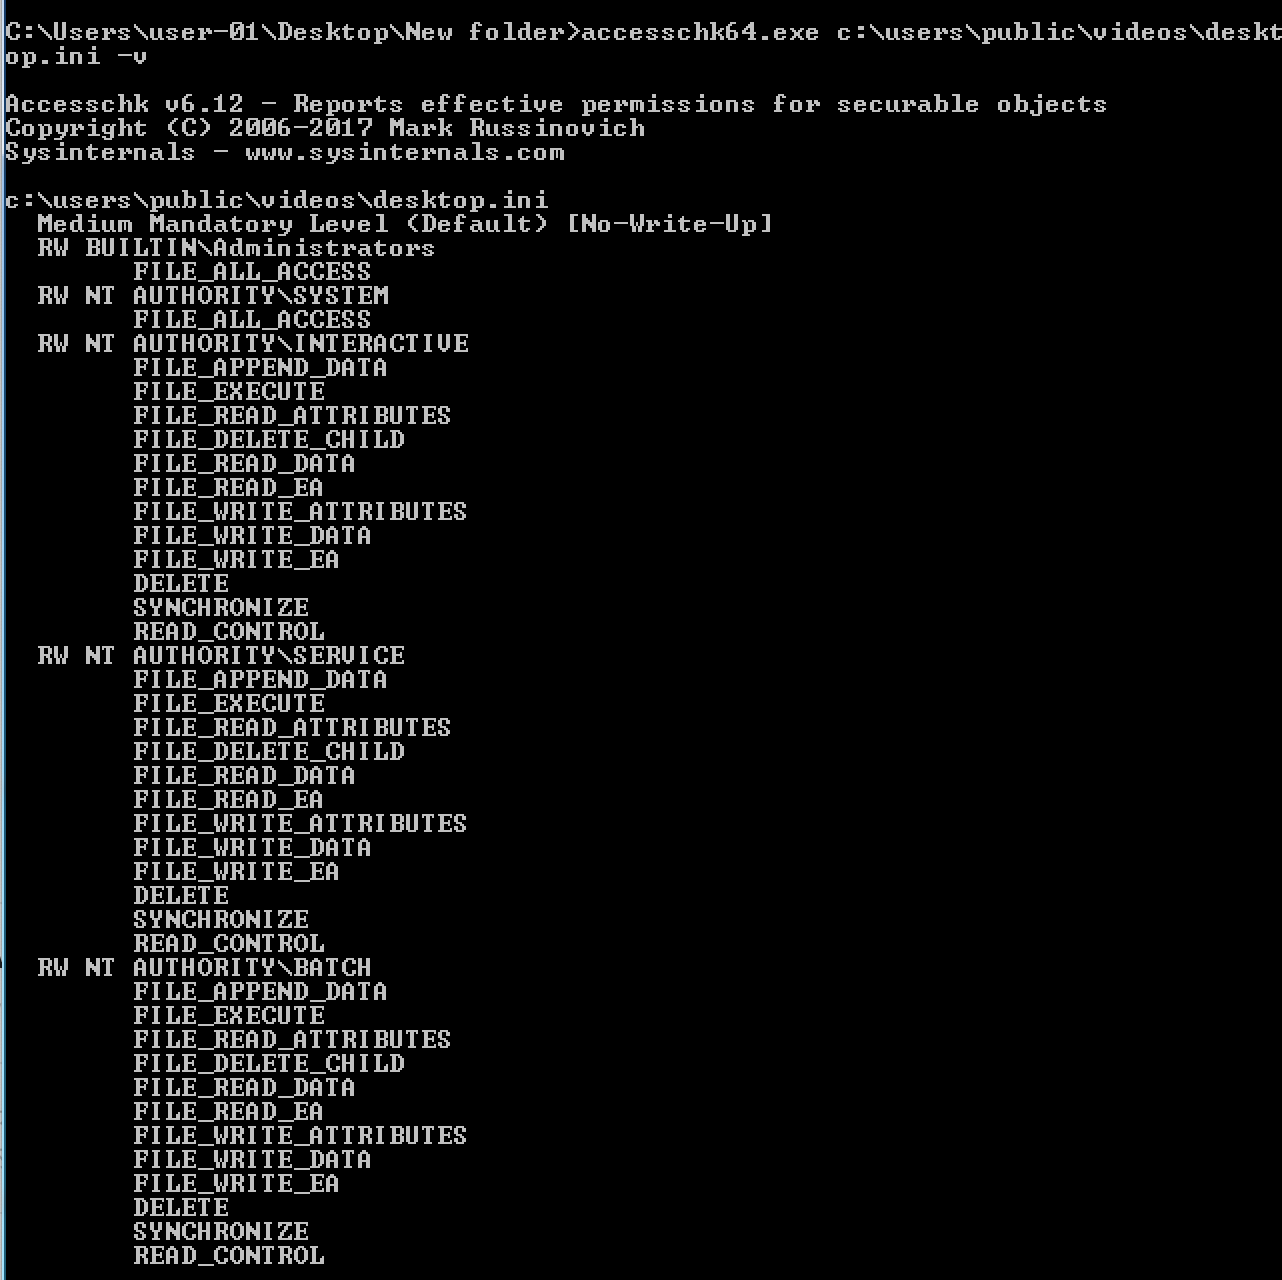 C:\Users\user-01\Desktop\New folder>accesschk64.exe c:\users\public\videos\deskt
op.ini -v
Accesschk v6.12 - Reports effective permissions for securable objects
Copyright (C) 2006-2017 Mark Russinovich
Sysinternals - www.sysinternals.com
c:\users\public\videos\desktop.ini
  Medium Mandatory Level (Default) [No-Write-Up]
  RW BUILTIN\Administrators
        FILE_ALL_ACCESS
  RW NT AUTHORITY\SYSTEM
        FILE_ALL_ACCESS
  RW NT AUTHORITY\INTERACTIVE
        FILE_APPEND_DATA
        FILE_EXECUTE
        FILE_READ_ATTRIBUTES
        FILE_DELETE_CHILD
        FILE_READ_DATA
        FILE_READ_EA
        FILE_WRITE_ATTRIBUTES
        FILE_WRITE_DATA
        FILE_WRITE_EA
        DELETE
        SYNCHRONIZE
        READ_CONTROL
  RW NT AUTHORITY\SERVICE
        FILE_APPEND_DATA
        FILE_EXECUTE
        FILE_READ_ATTRIBUTES
        FILE_DELETE_CHILD
        FILE_READ_DATA
        FILE_READ_EA
        FILE_WRITE_ATTRIBUTES
        FILE_WRITE_DATA
        FILE_WRITE_EA
        DELETE
        SYNCHRONIZE
        READ_CONTROL
  RW NT AUTHORITY\BATCH
        FILE_APPEND_DATA
        FILE_EXECUTE
        FILE_READ_ATTRIBUTES
        FILE_DELETE_CHILD
        FILE_READ_DATA
        FILE_READ_EA
        FILE_WRITE_ATTRIBUTES
        FILE_WRITE_DATA
        FILE_WRITE_EA
        DELETE
        SYNCHRONIZE
        READ_CONTROL